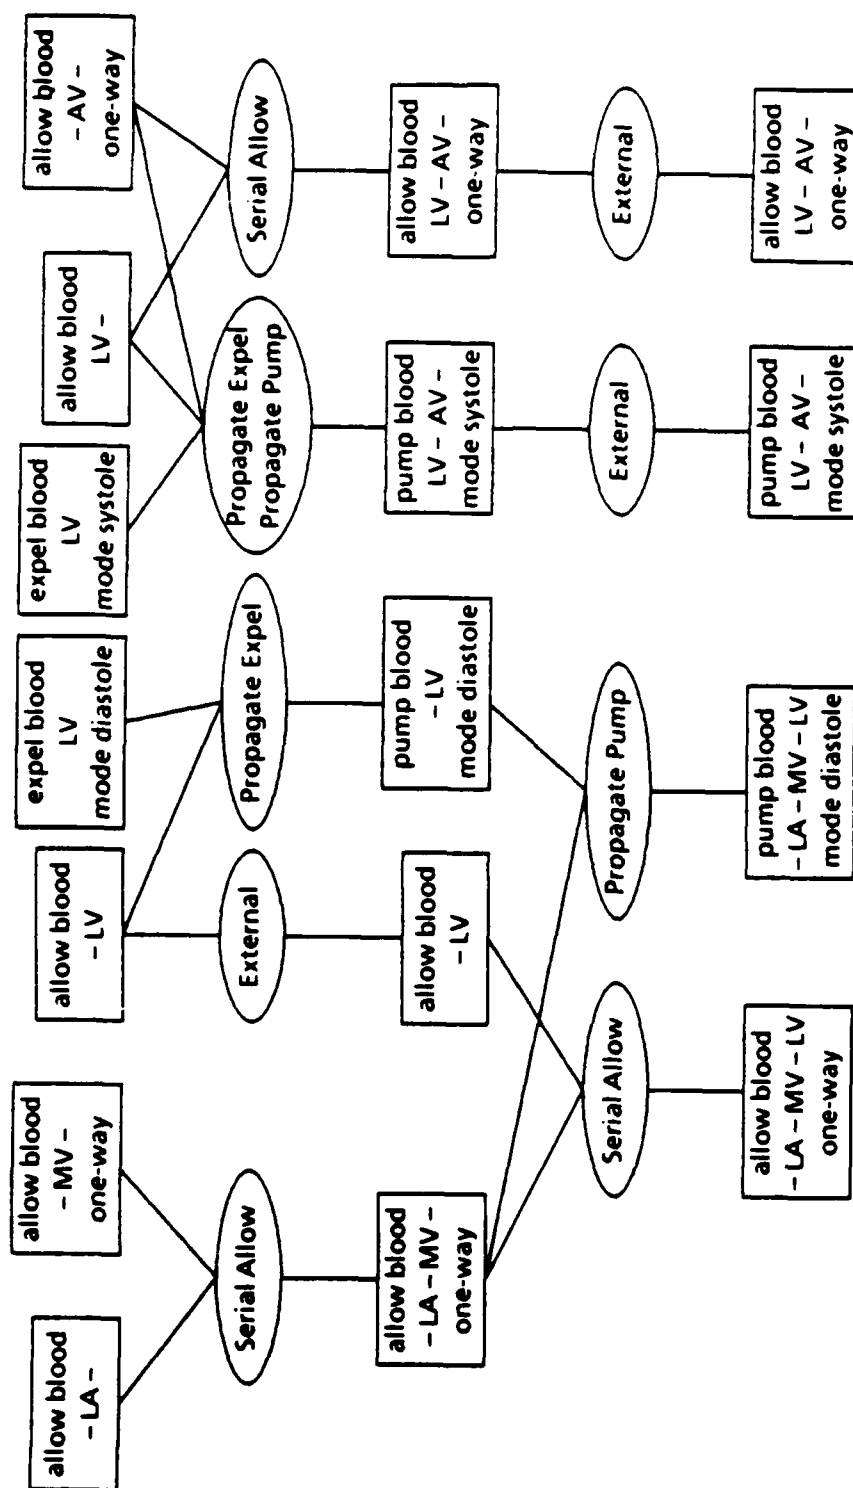 allow blood
– LA –
allow blood
– MV –
one-way
allow blood
– LV
expel blood
LV
mode diastole
expel blood
LV
mode systole
allow blood
LV –
allow blood
– AV –
one-way
Serial Allow
External
Propagate Expel
Propagate Expel
Propagate Pump
Serial Allow
allow blood
– LA – MV –
one-way
allow blood
– LV
pump blood
– LV
mode diastole
pump blood
LV – AV –
mode systole
allow blood
LV – AV –
one-way
Serial Allow
Propagate Pump
External
External
allow blood
– LA – MV – LV
one-way
pump blood
– LA – MV – LV
mode diastole
pump blood
LV – AV –
mode systole
allow blood
LV – AV –
one-way